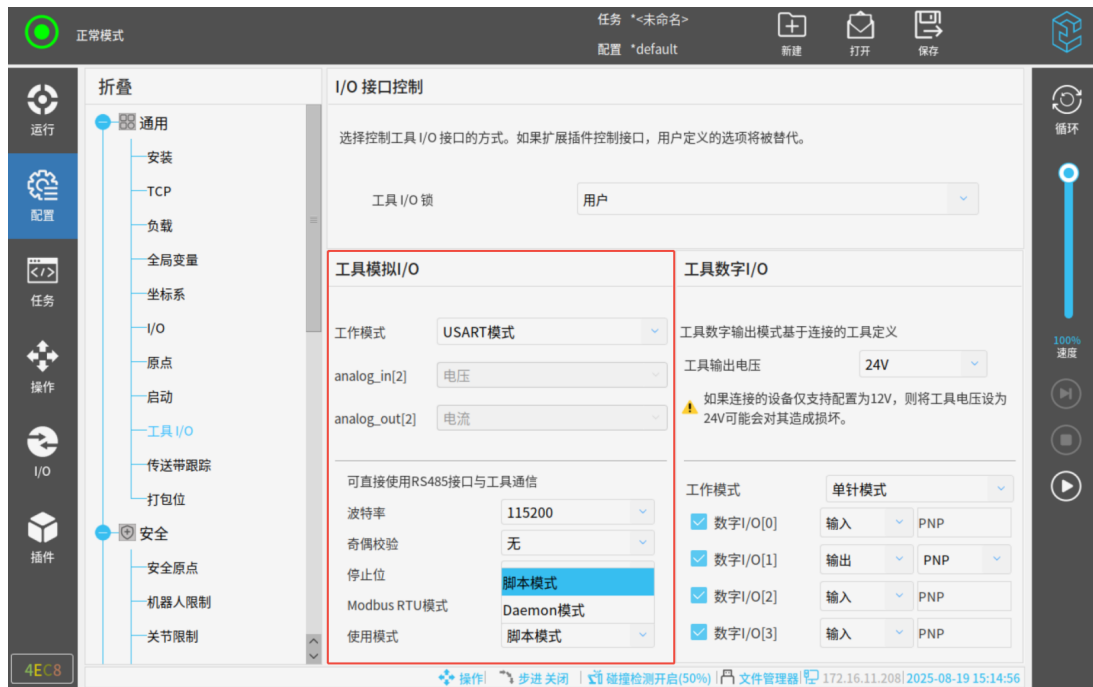 正常模式
任务 *<未命名>
配置 *default
新建
打开
保存
运行
配置
任务
操作
I/O
插件
4EC8
折叠
通用
安装
TCP
负载
全局变量
坐标系
I/O
原点
启动
工具 I/O
传送带跟踪
打包位
安全
安全原点
机器人限制
关节限制
I/O 接口控制
选择控制工具 I/O 接口的方式。如果扩展插件控制接口，用户定义的选项将被替代。
工具 I/O 锁 用户
工具模拟I/O
工作模式 USART模式
analog_in[2] 电压
analog_out[2] 电流
可直接使用RS485接口与工具通信
波特率 115200
奇偶校验 无
停止位
脚本模式
Modbus RTU模式
Daemon模式
使用模式 脚本模式
工具数字I/O
工具数字输出模式基于连接的工具定义
工具输出电压 24V
如果连接的设备仅支持配置为12V，则将工具电压设为
24V可能会对其造成损坏。
工作模式 单针模式
数字I/O[0] 输入 PNP
数字I/O[1] 输出 PNP
数字I/O[2] 输入 PNP
数字I/O[3] 输入 PNP
循环
100%
速度
操作 步进 关闭 碰撞检测开启(50%) 文件管理器 172.16.11.208 2025-08-19 15:14:56